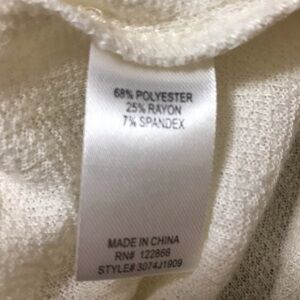 68% POLYESTER
25% RAYON
7% SPANDEX
MADE IN CHINA
RN# 122868
STYLE# 3074J1909